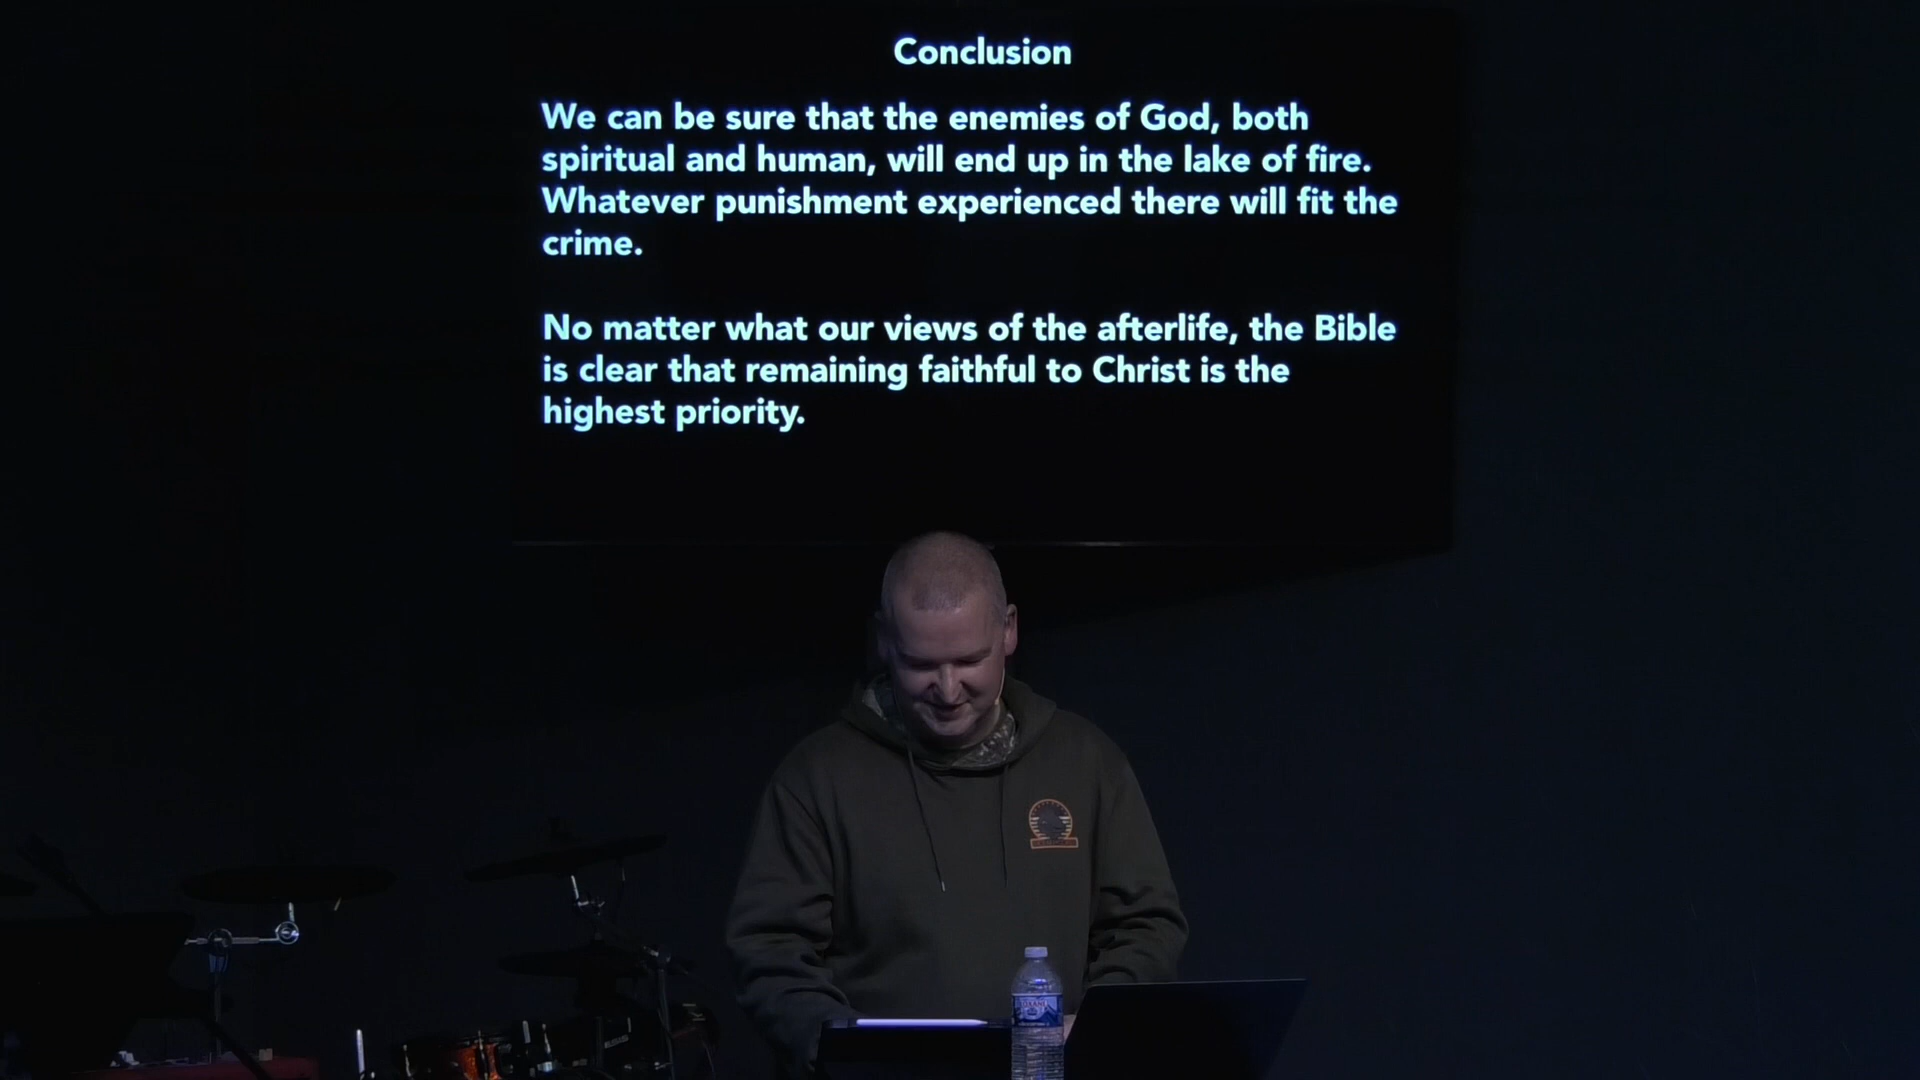 Conclusion
We can be sure that the enemies of God, both
spiritual and human, will end up in the lake of fire.
Whatever punishment experienced there will fit the
crime.
No matter what our views of the afterlife, the Bible
is clear that remaining faithful to Christ is the
highest priority.